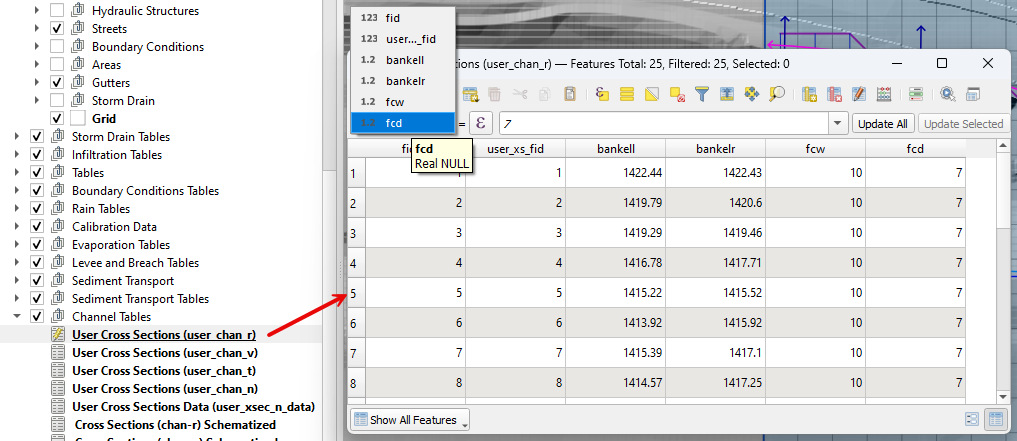 Hydraulic Structures
Streets
Boundary Conditions
Areas
Gutters
Storm Drain
Grid
Storm Drain Tables
Infiltration Tables
Tables
Boundary Conditions Tables
Rain Tables
Calibration Data
Evaporation Tables
Levee and Breach Tables
Sediment Transport
Sediment Transport Tables
Channel Tables
User Cross Sections (user_chan_r)
User Cross Sections (user_chan_v)
User Cross Sections (user_chan_t)
User Cross Sections (user_chan_n)
User Cross Sections Data (user_xsec_n_data)
Cross Sections (chan-r) Schematized
123 fid
123 user..._fid
1.2 bankell
1.2 bankelr
1.2 fcw
1.2 fcd
(user_chan_r) — Features Total: 25, Filtered: 25, Selected: 0
= ε 7 Update All Update Selected
fcd
Real NULL
user_xs_fid bankell bankelr fcw fcd
1 1 1 1422.44 1422.43 10 7
2 2 2 1419.79 1420.6 10 7
3 3 3 1419.29 1419.46 10 7
4 4 4 1416.78 1417.71 10 7
5 5 5 1415.22 1415.52 10 7
6 6 6 1413.92 1415.92 10 7
7 7 7 1415.39 1417.1 10 7
8 8 8 1414.57 1417.25 10 7
Show All Features